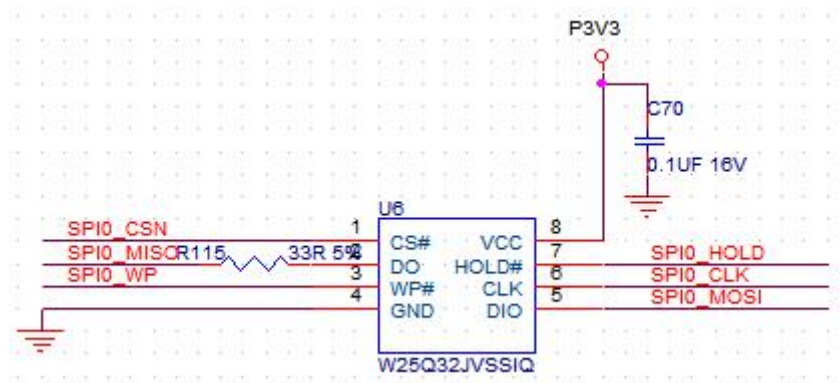 P3V3
C70
0.1UF 16V
U6
SPI0_CSN 1 CS# VCC 8
SPI0_MISO R115 33R 5% 2 DO HOLD# 7 SPI0_HOLD
SPI0_WP 3 WP# CLK 6 SPI0_CLK
4 GND DIO 5 SPI0_MOSI
W25Q32JVSSIQ